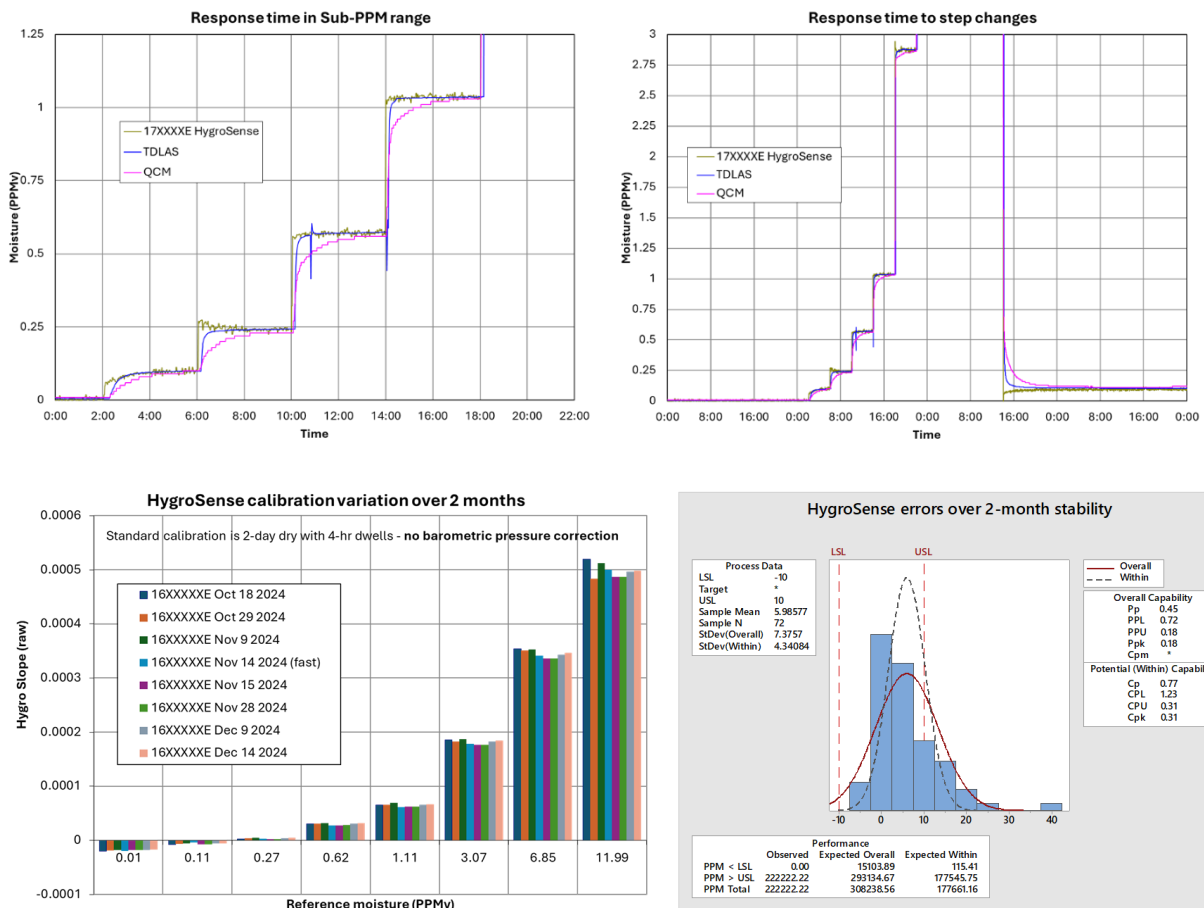 Response time in Sub-PPM range
1.25
1
0.75
0.5
0.25
0
Moisture (PPMv)
17XXXXE HygroSense
TDLAS
QCM
0:00 2:00 4:00 6:00 8:00 10:00 12:00 14:00 16:00 18:00 20:00 22:00
Time
Response time to step changes
3
2.75
2.5
2.25
2
1.75
1.5
1.25
1
0.75
0.5
0.25
0
Moisture (PPMv)
17XXXXE HygroSense
TDLAS
QCM
0:00 8:00 16:00 0:00 8:00 16:00 0:00 8:00 16:00 0:00 8:00 16:00 0:00
Time
HygroSense calibration variation over 2 months
Standard calibration is 2-day dry with 4-hr dwells - no barometric pressure correction
0.0006
0.0005
0.0004
0.0003
0.0002
0.0001
0
-0.0001
Hygro Slope (raw)
16XXXXXE Oct 18 2024
16XXXXXE Oct 29 2024
16XXXXXE Nov 9 2024
16XXXXXE Nov 14 2024 (fast)
16XXXXXE Nov 15 2024
16XXXXXE Nov 28 2024
16XXXXXE Dec 9 2024
16XXXXXE Dec 14 2024
0.01 0.11 0.27 0.62 1.11 3.07 6.85 11.99
Reference moisture (PPMv)
HygroSense errors over 2-month stability
LSL USL
Process Data
LSL -10
Target *
USL 10
Sample Mean 5.98577
Sample N 72
StDev(Overall) 7.3757
StDev(Within) 4.34084
Overall
Within
Overall Capability
Pp 0.45
PPL 0.72
PPU 0.18
Ppk 0.18
Cpm *
Potential (Within) Capabil
Cp 0.77
CPL 1.23
CPU 0.31
Cpk 0.31
-10 0 10 20 30 40
Performance
Observed Expected Overall Expected Within
PPM < LSL 0.00 15103.89 115.41
PPM > USL 222222.22 293134.67 177545.75
PPM Total 222222.22 308238.56 177661.16